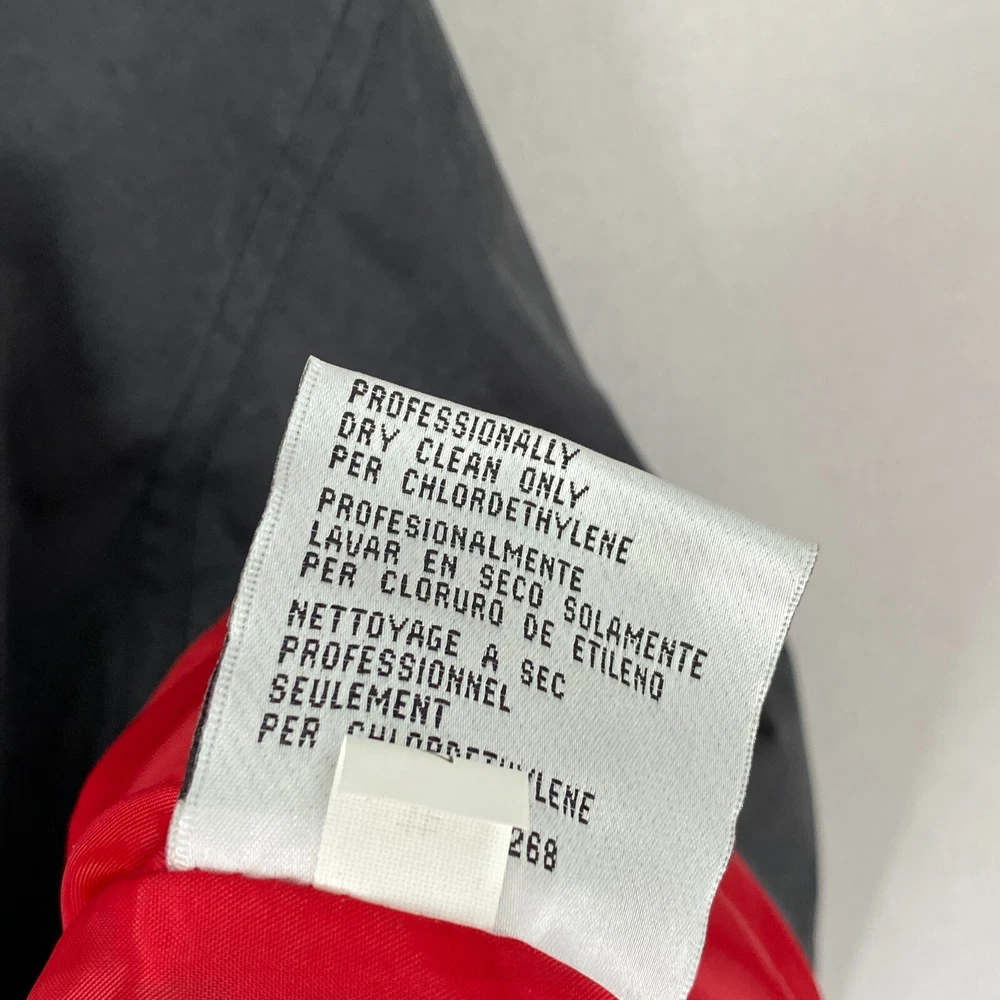 PROFESSIONALLY
DRY CLEAN ONLY
PER CHLORDETHYLENE
PROFESIONALMENTE
LAVAR EN SECO SOLAMENTE
PER CLORURO DE ETILENO
NETTOYAGE A SEC
PROFESSIONNEL
SEULEMENT
PER CHLORDETHYLENE
268